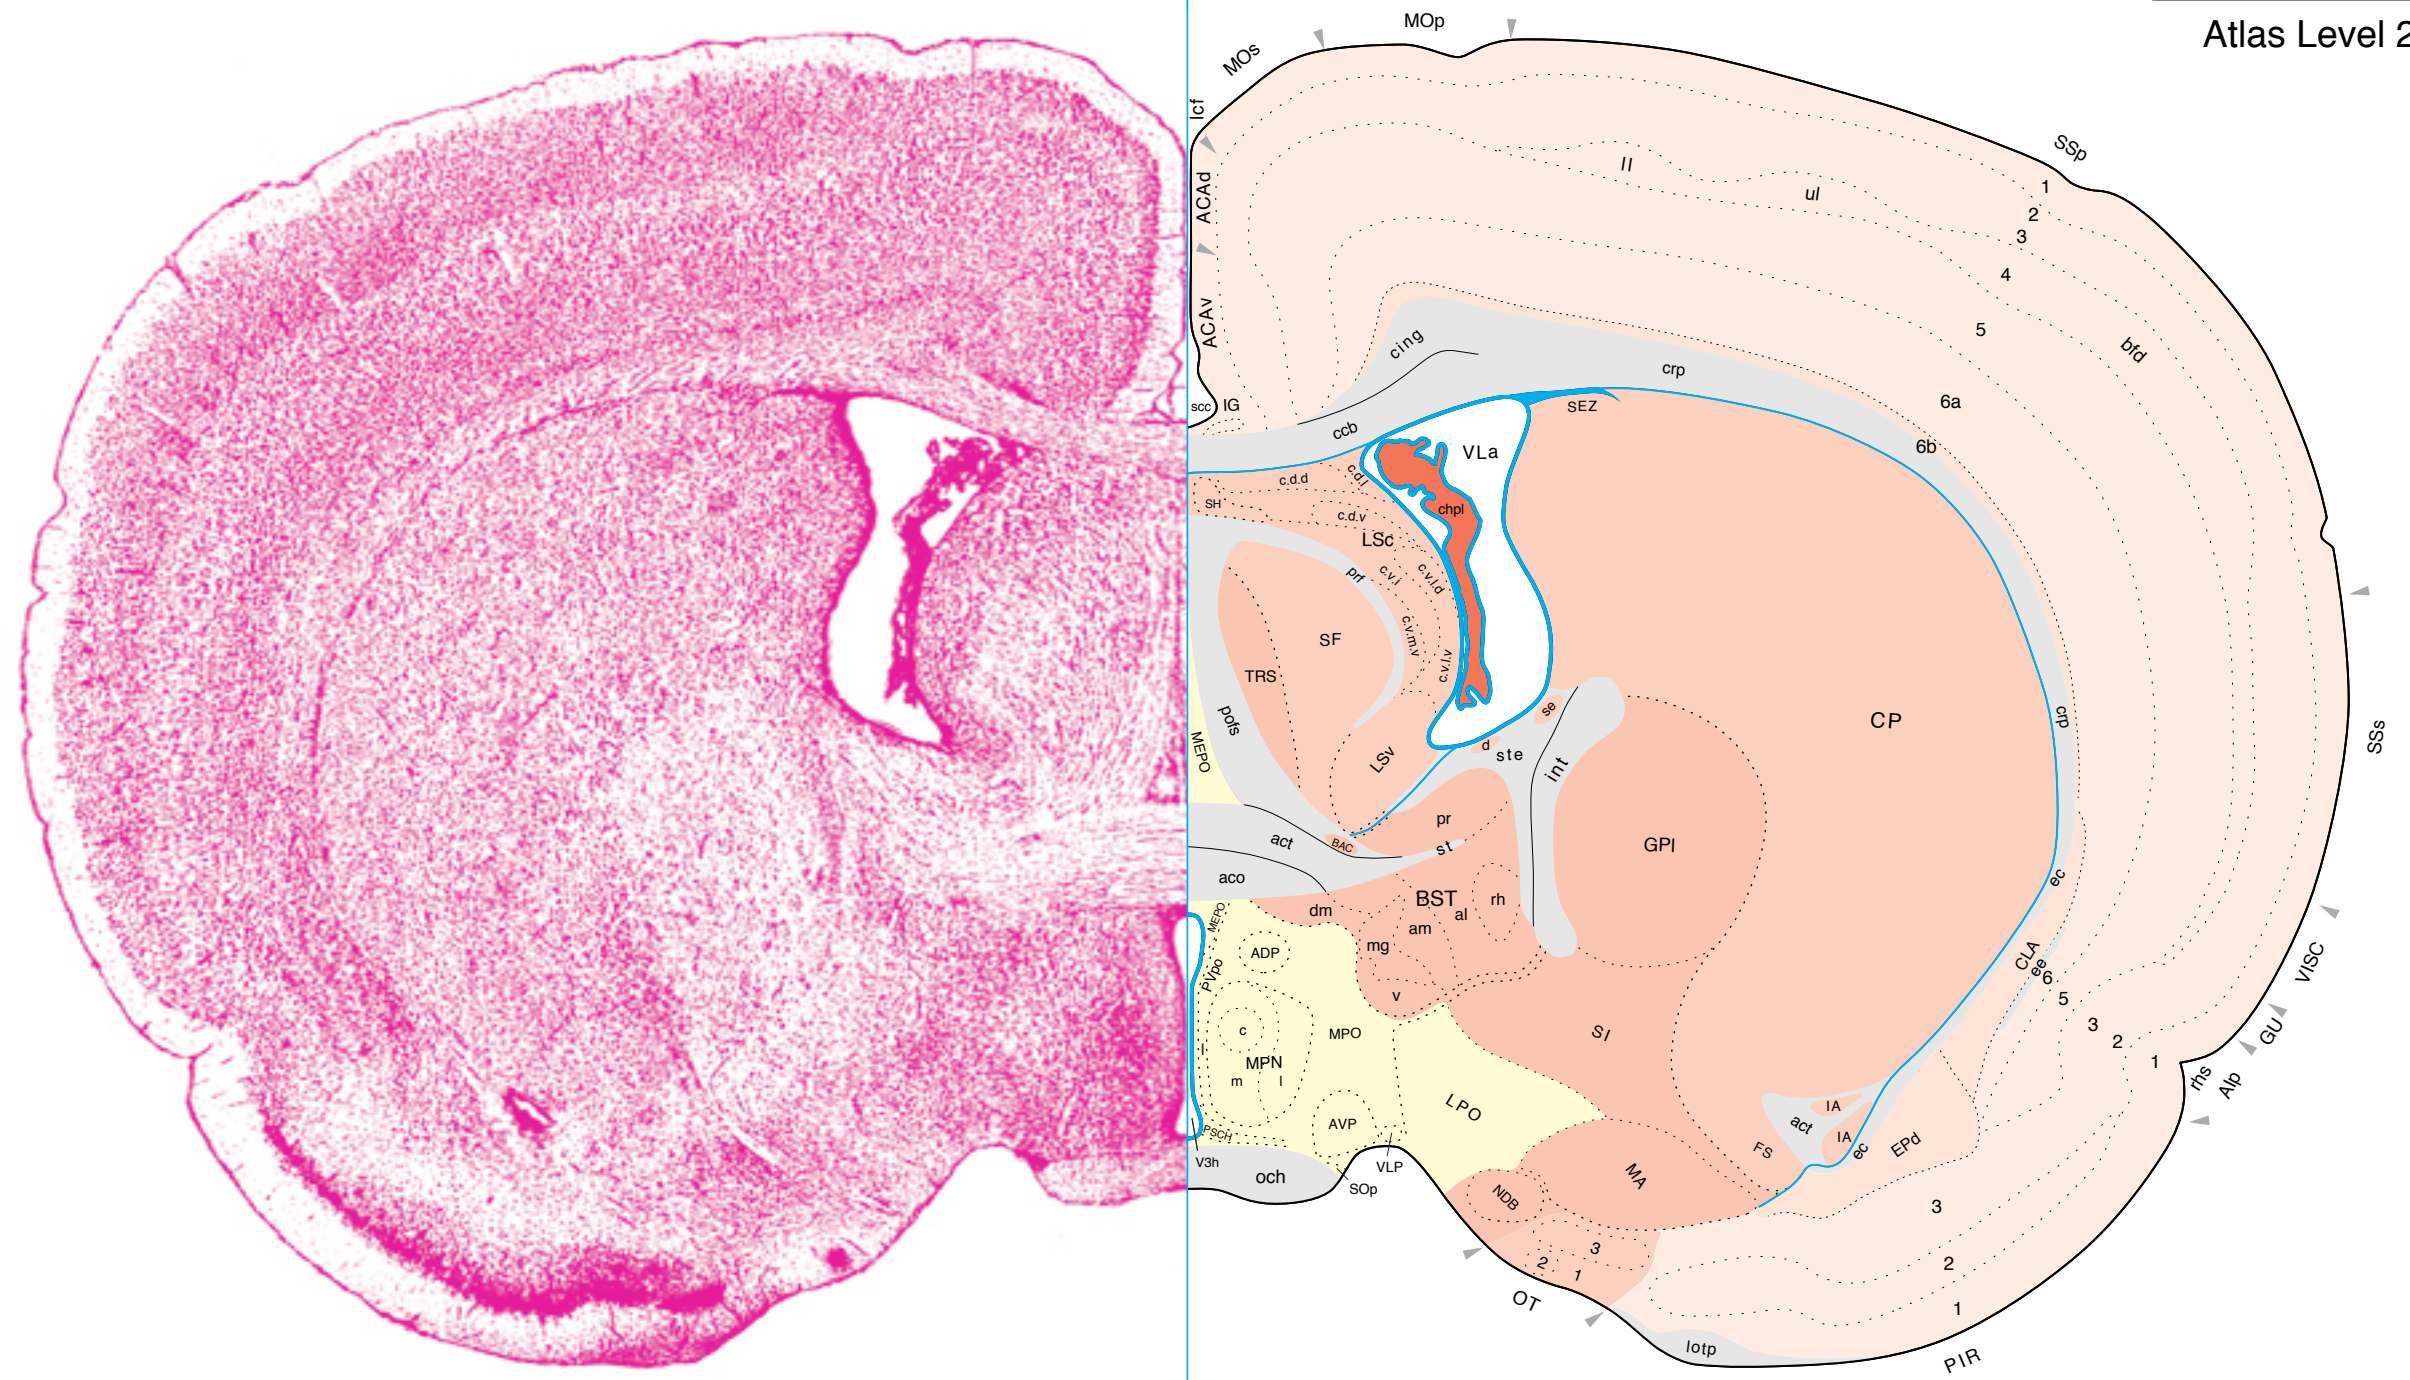 Atlas Level 2
MOp
MOs
lcf
SSp
ll
ul
1
2
3
4
5
6a
6b
bfd
ACAd
ACAv
cing
crp
scc
IG
ccb
SEZ
VLa
c.d.d
c.d.l
SH
c.d.v
chpl
LSc
prf
c.v.i
c.v.l.d
c.v.m.v
c.v.l.v
SF
TRS
pofs
MEPO
se
d
ste
int
CP
crp
SSs
LSv
pr
act
BAC
st
GPl
aco
ec
BST
rh
dm
al
am
mg
MEPO
ADP
PVpo
v
c
MPO
MPN
m
l
I
SI
CLA
ee
6
5
3
2
1
VISC
GU
AIp
rhs
LPO
AVP
PSCH
V3h
och
SOp
VLP
IA
act
IA
ec
FS
EPd
MA
NDB
3
2
1
OT
3
2
1
lotp
PIR